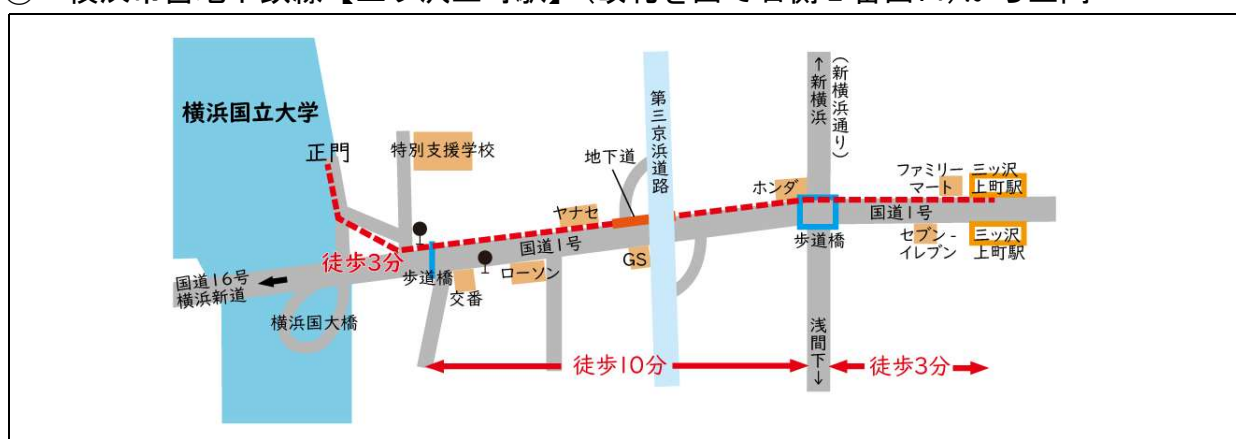 横浜国立大学
正門
特別支援学校
地下道
第三京浜道路
↑新横浜
(新横浜通り)
ファミリー
マート
三ッ沢
上町駅
ホンダ
ヤナセ
国道1号
国道1号
歩道橋
セブン-
イレブン
三ッ沢
上町駅
GS
徒歩3分
歩道橋
ローソン
交番
国道16号
横浜新道
横浜国大橋
浅間下↓
徒歩10分
徒歩3分